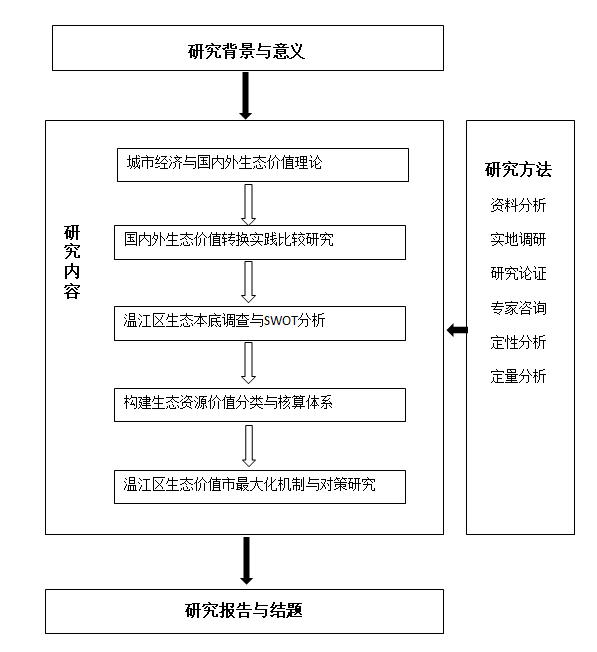 研究背景与意义
研究内容
城市经济与国内外生态价值理论
国内外生态价值转换实践比较研究
温江区生态本底调查与SWOT分析
构建生态资源价值分类与核算体系
温江区生态价值市最大化机制与对策研究
研究方法
资料分析
实地调研
研究论证
专家咨询
定性分析
定量分析
研究报告与结题